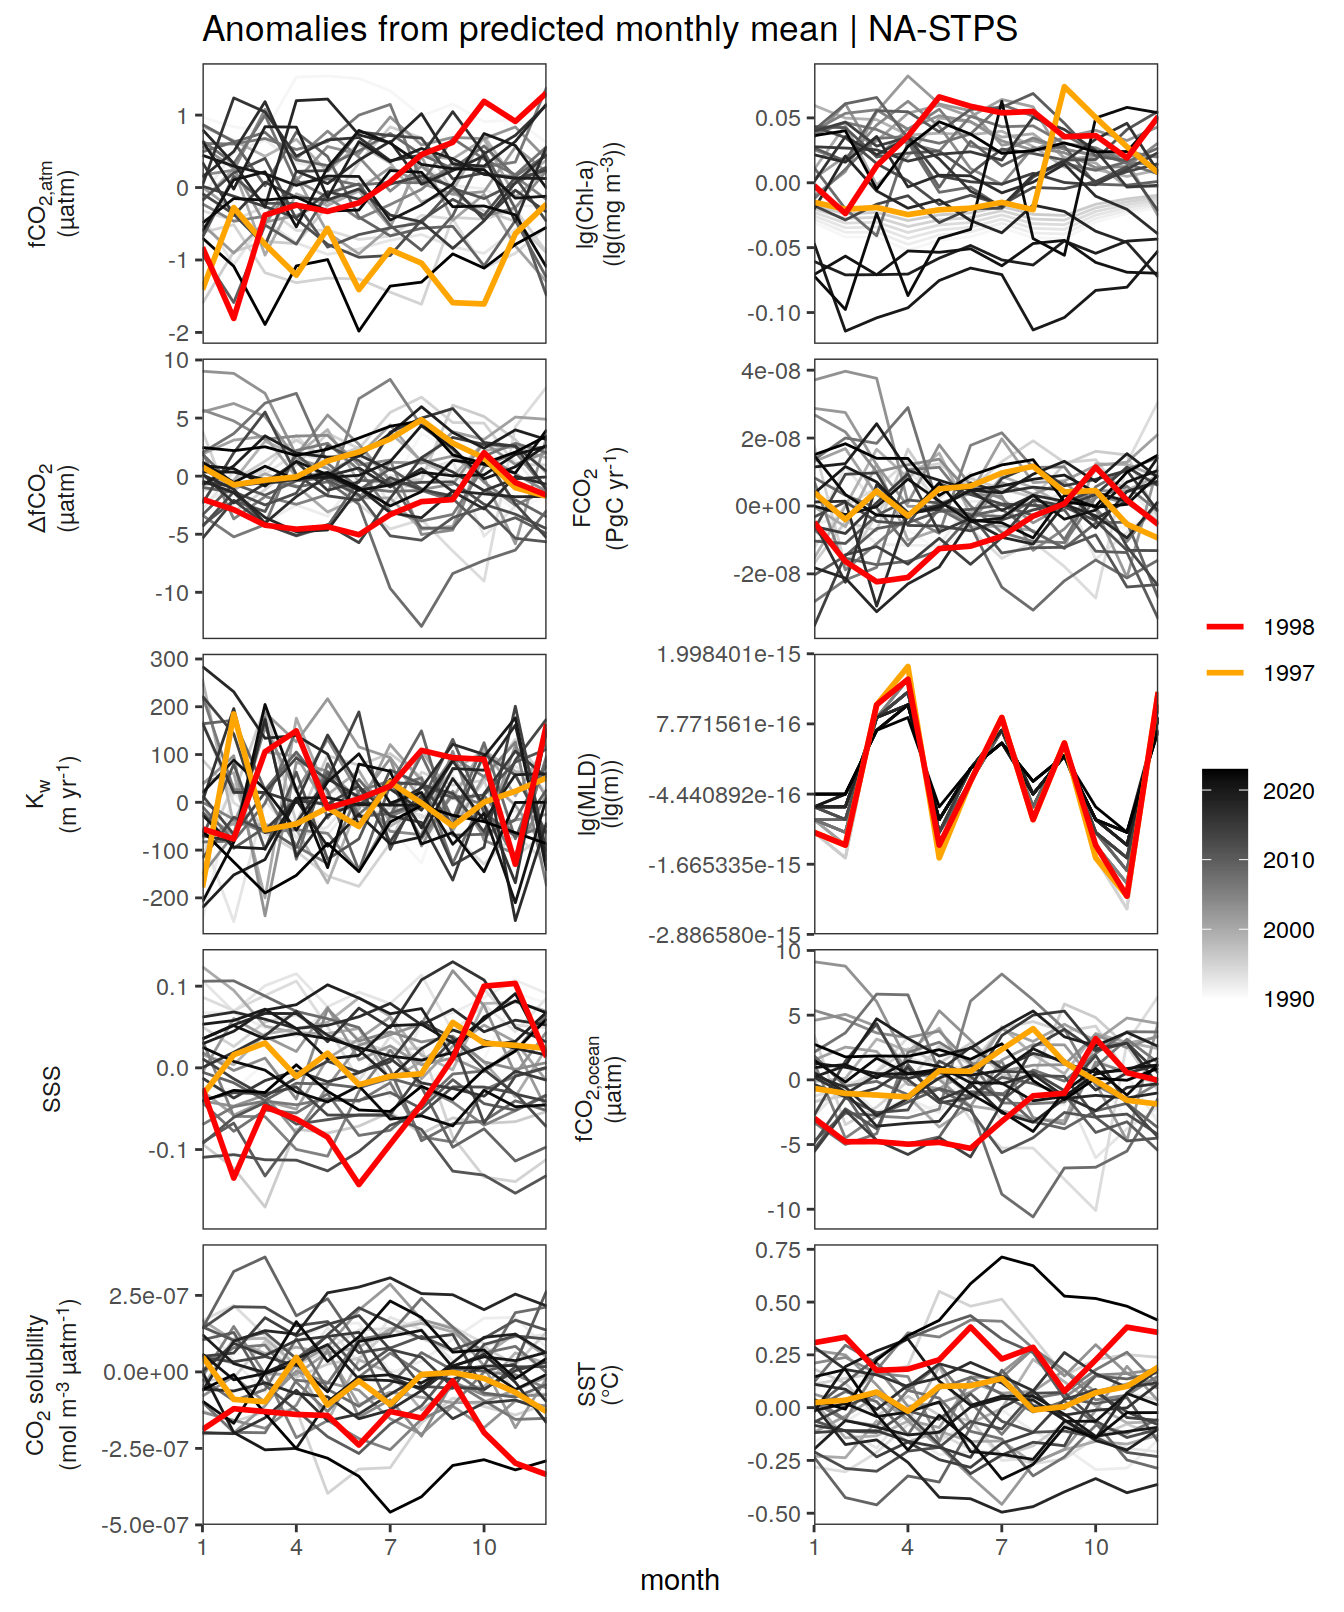 Anomalies from predicted monthly mean | NA-STPS
fCO2,atm
(µatm)
1
0
-1
-2
lg(Chl-a)
(lg(mg m-3))
0.05
0.00
-0.05
-0.10
ΔfCO2
(µatm)
10
5
0
-5
-10
FCO2
(PgC yr-1)
4e-08
2e-08
0e+00
-2e-08
Kw
(m yr-1)
300
200
100
0
-100
-200
lg(MLD)
(lg(m))
1.998401e-15
7.771561e-16
-4.440892e-16
-1.665335e-15
-2.886580e-15
SSS
0.1
0.0
-0.1
fCO2,ocean
(µatm)
10
5
0
-5
-10
CO2 solubility
(mol m-3 µatm-1)
2.5e-07
0.0e+00
-2.5e-07
-5.0e-07
SST
(°C)
0.75
0.50
0.25
0.00
-0.25
-0.50
1 4 7 10
1 4 7 10
month
1998
1997
2020
2010
2000
1990